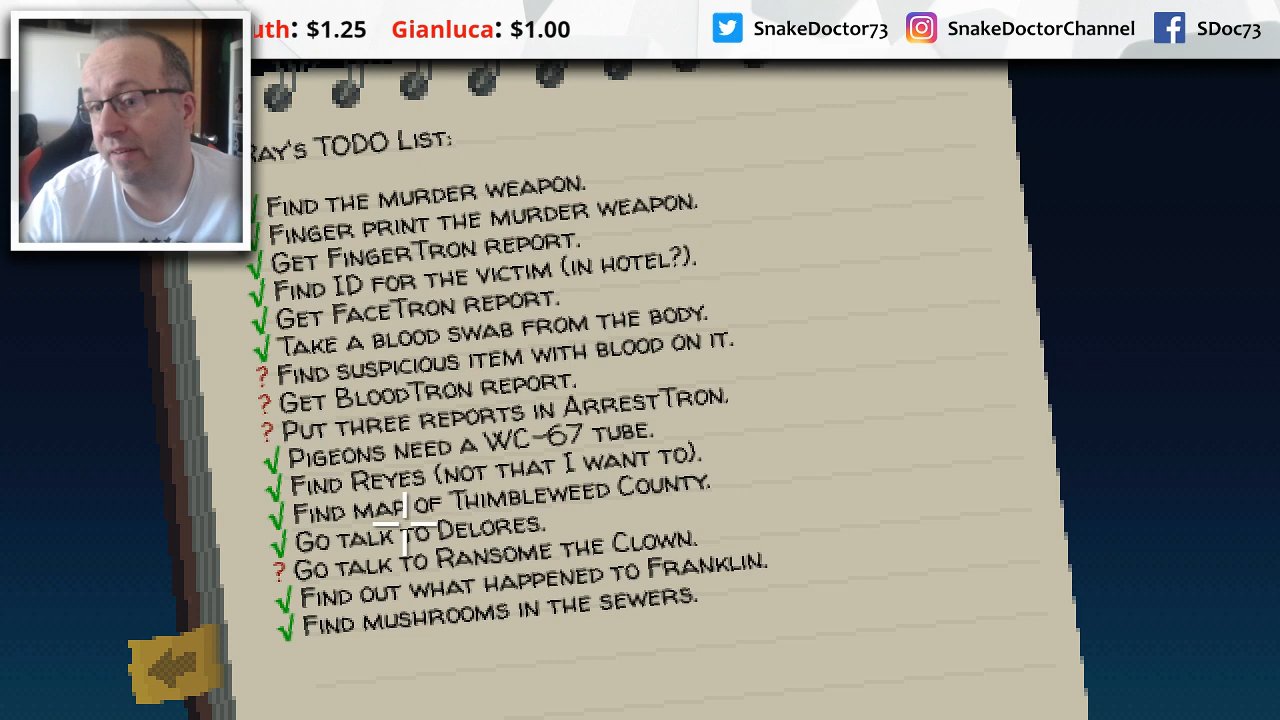 uth: $1.25 Gianluca: $1.00 SnakeDoctor73 SnakeDoctorChannel SDoc73
Ray's TODO List:
√ Find the murder weapon.
√ Finger print the murder weapon.
√ Get FingerTron report.
√ Find ID for the victim (in hotel?).
√ Get FaceTron report.
√ Take a blood swab from the body.
? Find suspicious item with blood on it.
? Get BloodTron report.
? Put three reports in ArrestTron.
√ Pigeons need a WC-67 tube.
√ Find Reyes (not that I want to).
√ Find map of Thimbleweed County.
√ Go talk to Delores.
? Go talk to Ransome the Clown.
√ Find out what happened to Franklin.
√ Find mushrooms in the sewers.